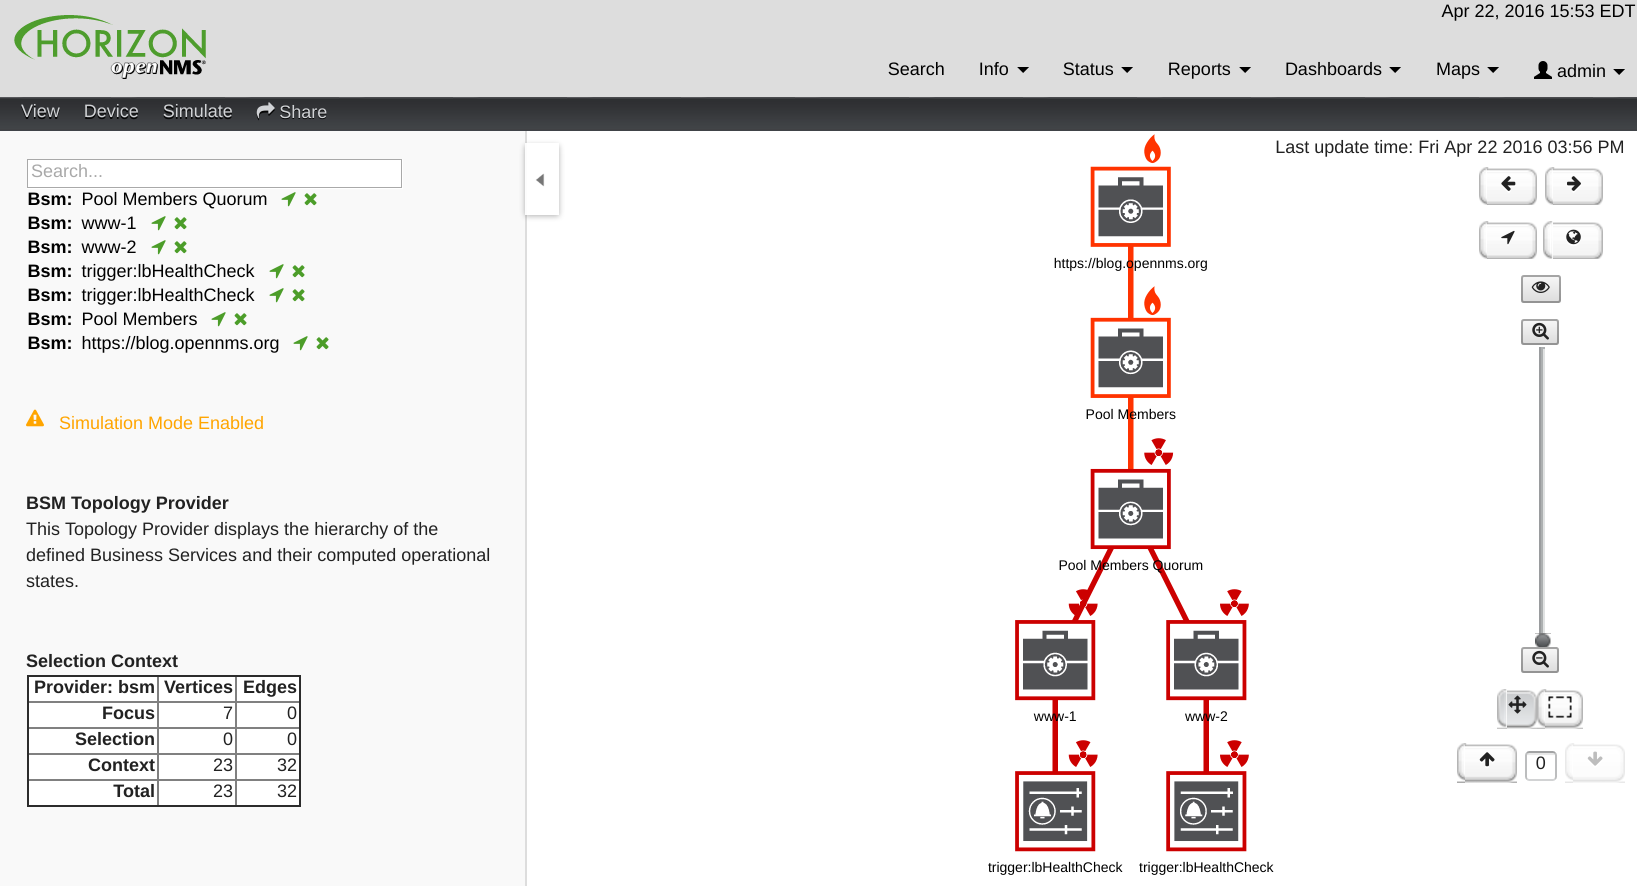 Apr 22, 2016 15:53 EDT
HORIZON
openNMS
Search Info Status Reports Dashboards Maps admin
View Device Simulate Share
Last update time: Fri Apr 22 2016 03:56 PM
Search...
Bsm: Pool Members Quorum
Bsm: www-1
Bsm: www-2
Bsm: trigger:lbHealthCheck
Bsm: trigger:lbHealthCheck
Bsm: Pool Members
Bsm: https://blog.opennms.org
Simulation Mode Enabled
BSM Topology Provider
This Topology Provider displays the hierarchy of the
defined Business Services and their computed operational
states.
Selection Context
Provider: bsm Vertices Edges
Focus 7 0
Selection 0 0
Context 23 32
Total 23 32
https://blog.opennms.org
Pool Members
Pool Members Quorum
www-1 www-2
trigger:lbHealthCheck trigger:lbHealthCheck
0